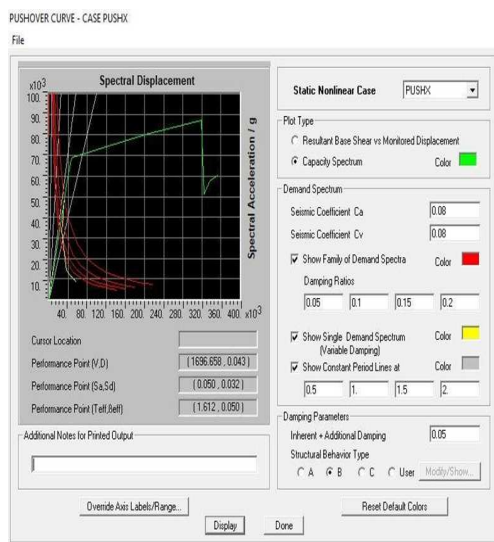 PUSHOVER CURVE - CASE PUSHX
File
Spectral Displacement
x10³
100.
90.
80.
70.
60.
50.
40.
30.
20.
10.
Spectral Acceleration / g
40. 80. 120. 160. 200. 240. 280. 320. 360. 400. x10⁻³
Cursor Location
Performance Point (V,D)
( 1696.658 , 0.043 )
Performance Point (Sa,Sd)
( 0.050 , 0.032 )
Performance Point (Teff,βeff)
( 1.612 , 0.050 )
Additional Notes for Printed Output
Override Axis Labels/Range...
Static Nonlinear Case
PUSHX
Plot Type
Resultant Base Shear vs Monitored Displacement
Capacity Spectrum
Color
Demand Spectrum
Seismic Coefficient Ca
0.08
Seismic Coefficient Cv
0.08
Show Family of Demand Spectra
Color
Damping Ratios
0.05 0.1 0.15 0.2
Show Single Demand Spectrum
(Variable Damping)
Color
Show Constant Period Lines at
Color
0.5 1. 1.5 2.
Damping Parameters
Inherent + Additional Damping
0.05
Structural Behavior Type
A B C User Modify/Show...
Reset Default Colors
Display
Done